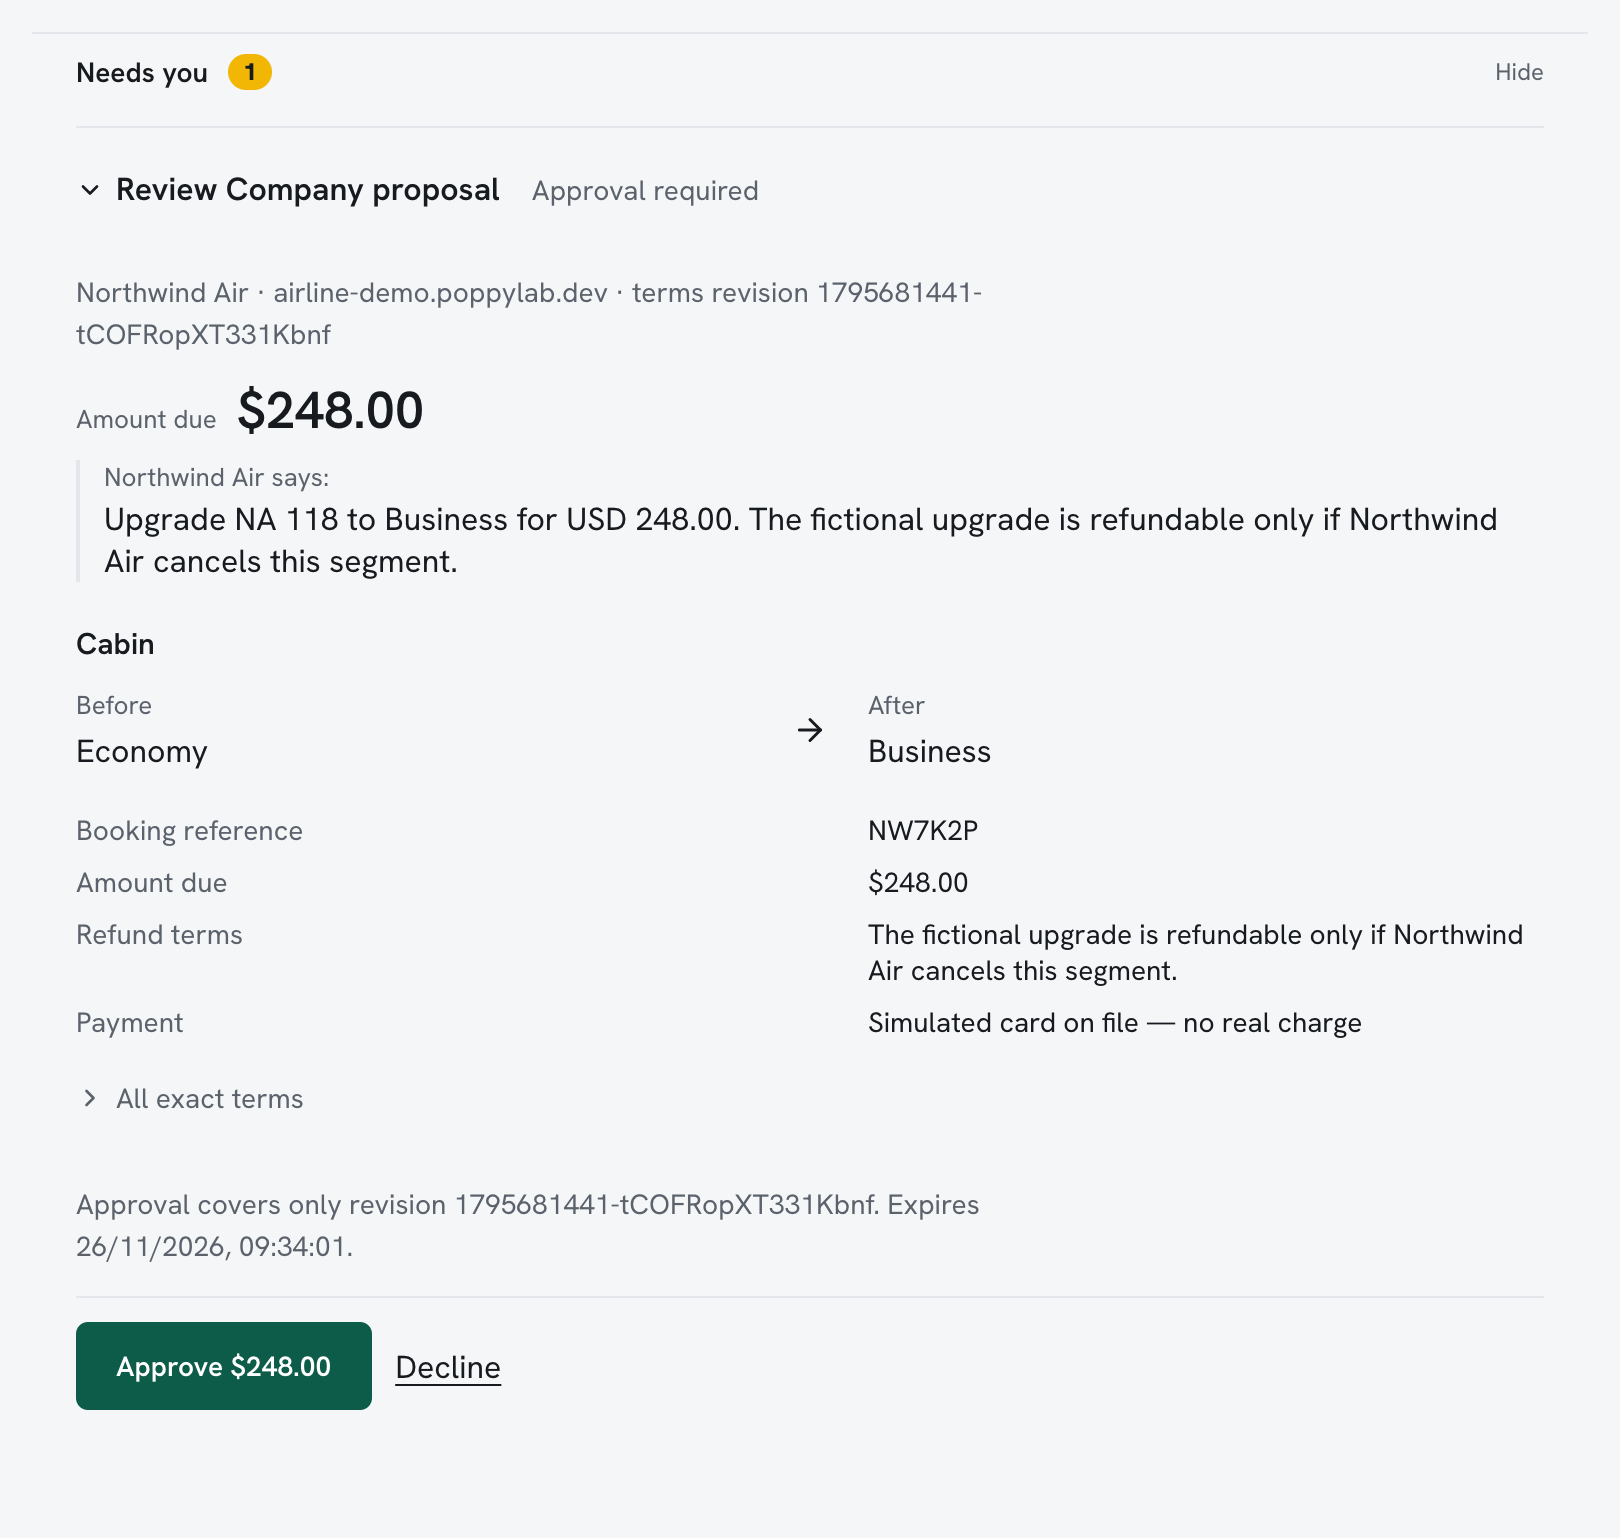 Needs you 1 Hide
Review Company proposal Approval required
Northwind Air · airline-demo.poppylab.dev · terms revision 1795681441-
tCOFRopXT331Kbnf
Amount due $248.00
Northwind Air says:
Upgrade NA 118 to Business for USD 248.00. The fictional upgrade is refundable only if Northwind
Air cancels this segment.
Cabin
Before → After
Economy Business
Booking reference NW7K2P
Amount due $248.00
Refund terms The fictional upgrade is refundable only if Northwind
Air cancels this segment.
Payment Simulated card on file — no real charge
All exact terms
Approval covers only revision 1795681441-tCOFRopXT331Kbnf. Expires
26/11/2026, 09:34:01.
Approve $248.00 Decline